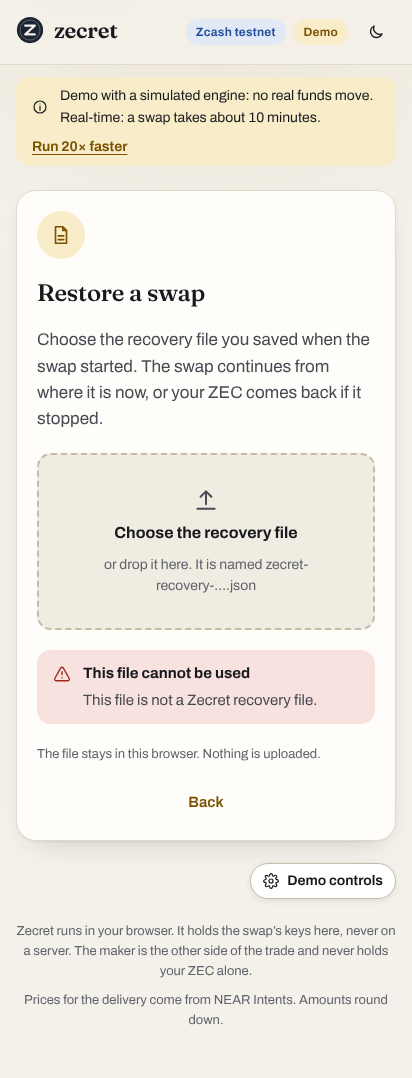 zecret
Zcash testnet
Demo
Demo with a simulated engine: no real funds move.
Real-time: a swap takes about 10 minutes.
Run 20× faster
Restore a swap
Choose the recovery file you saved when the
swap started. The swap continues from
where it is now, or your ZEC comes back if it
stopped.
Choose the recovery file
or drop it here. It is named zecret-
recovery-....json
This file cannot be used
This file is not a Zecret recovery file.
The file stays in this browser. Nothing is uploaded.
Back
Demo controls
Zecret runs in your browser. It holds the swap's keys here, never on
a server. The maker is the other side of the trade and never holds
your ZEC alone.
Prices for the delivery come from NEAR Intents. Amounts round
down.